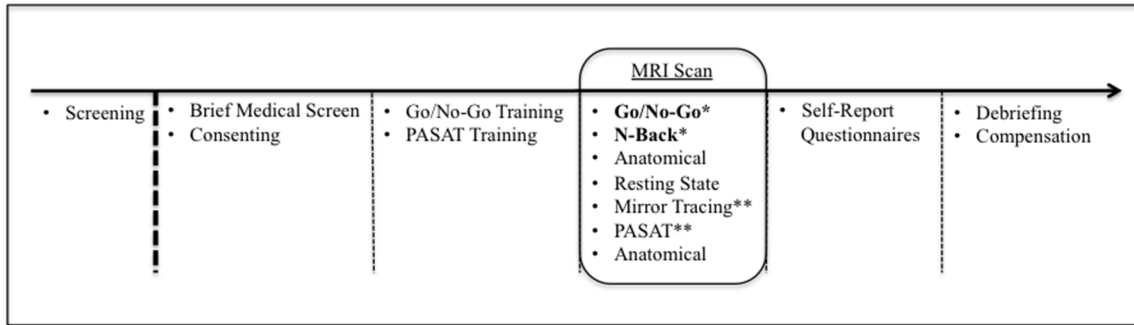 MRI Scan
• Screening
• Brief Medical Screen
• Consenting
• Go/No-Go Training
• PASAT Training
• Go/No-Go*
• N-Back*
• Anatomical
• Resting State
• Mirror Tracing**
• PASAT**
• Anatomical
• Self-Report
Questionnaires
• Debriefing
• Compensation